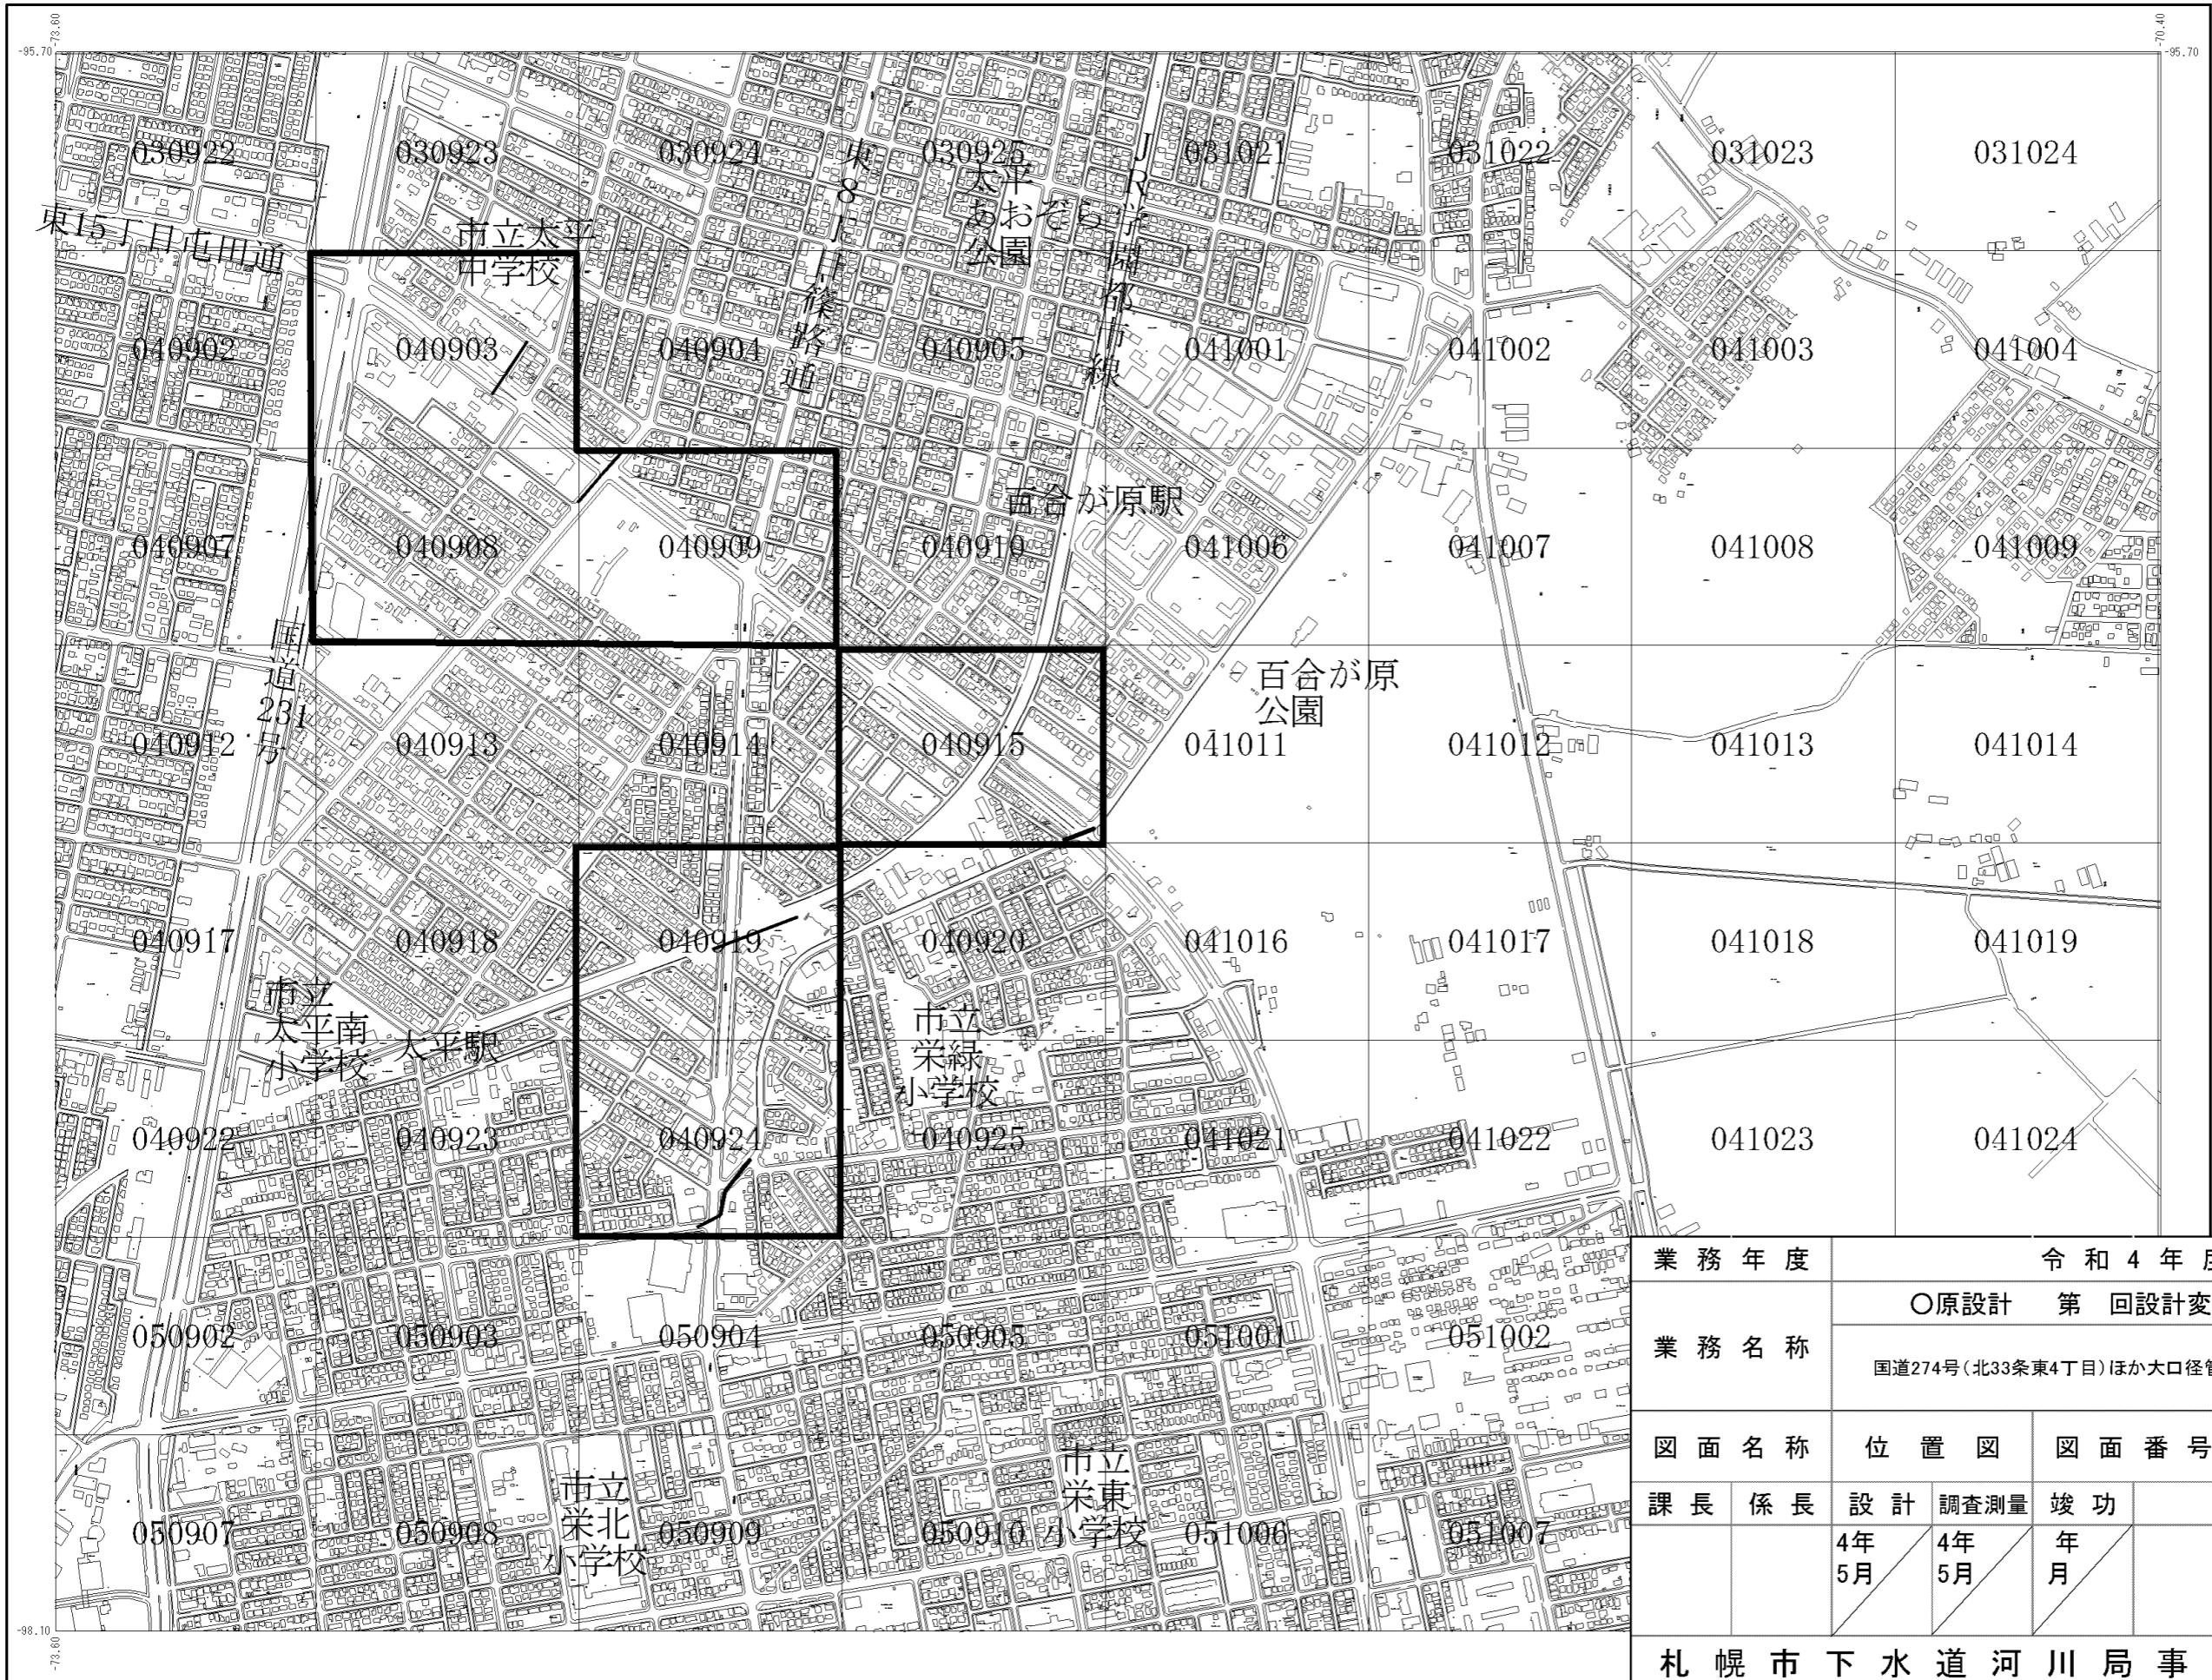 -73.60
-70.40
-95.70
-95.70
030922
030923
030924
030925
031021
031022
031023
031024
東15丁目屯田通
市立太平
中学校
東8丁目篠路通
太平
あおぞら
公園
JR学園都市線
040902
040903
040904
040905
041001
041002
041003
041004
百合が原駅
040907
040908
040909
040910
041006
041007
041008
041009
国道231号
百合が原
公園
040912
040913
040914
040915
041011
041012
041013
041014
040917
040918
040919
040920
041016
041017
041018
041019
市立
太平南
小学校
太平駅
市立
栄緑
小学校
040922
040923
040924
040925
041021
041022
041023
041024
050902
050903
050904
050905
051001
051002
市立
栄北
小学校
市立
栄東
小学校
050907
050908
050909
050910
051006
051007
-98.10
-73.60
業務年度
令和4年度
業務名称
○原設計 第 回設計変
国道274号(北33条東4丁目)ほか大口径管
図面名称 位置図 図面番号
課長 係長 設計 調査測量 竣功
4年 4年 年
5月 5月 月
札幌市下水道河川局事